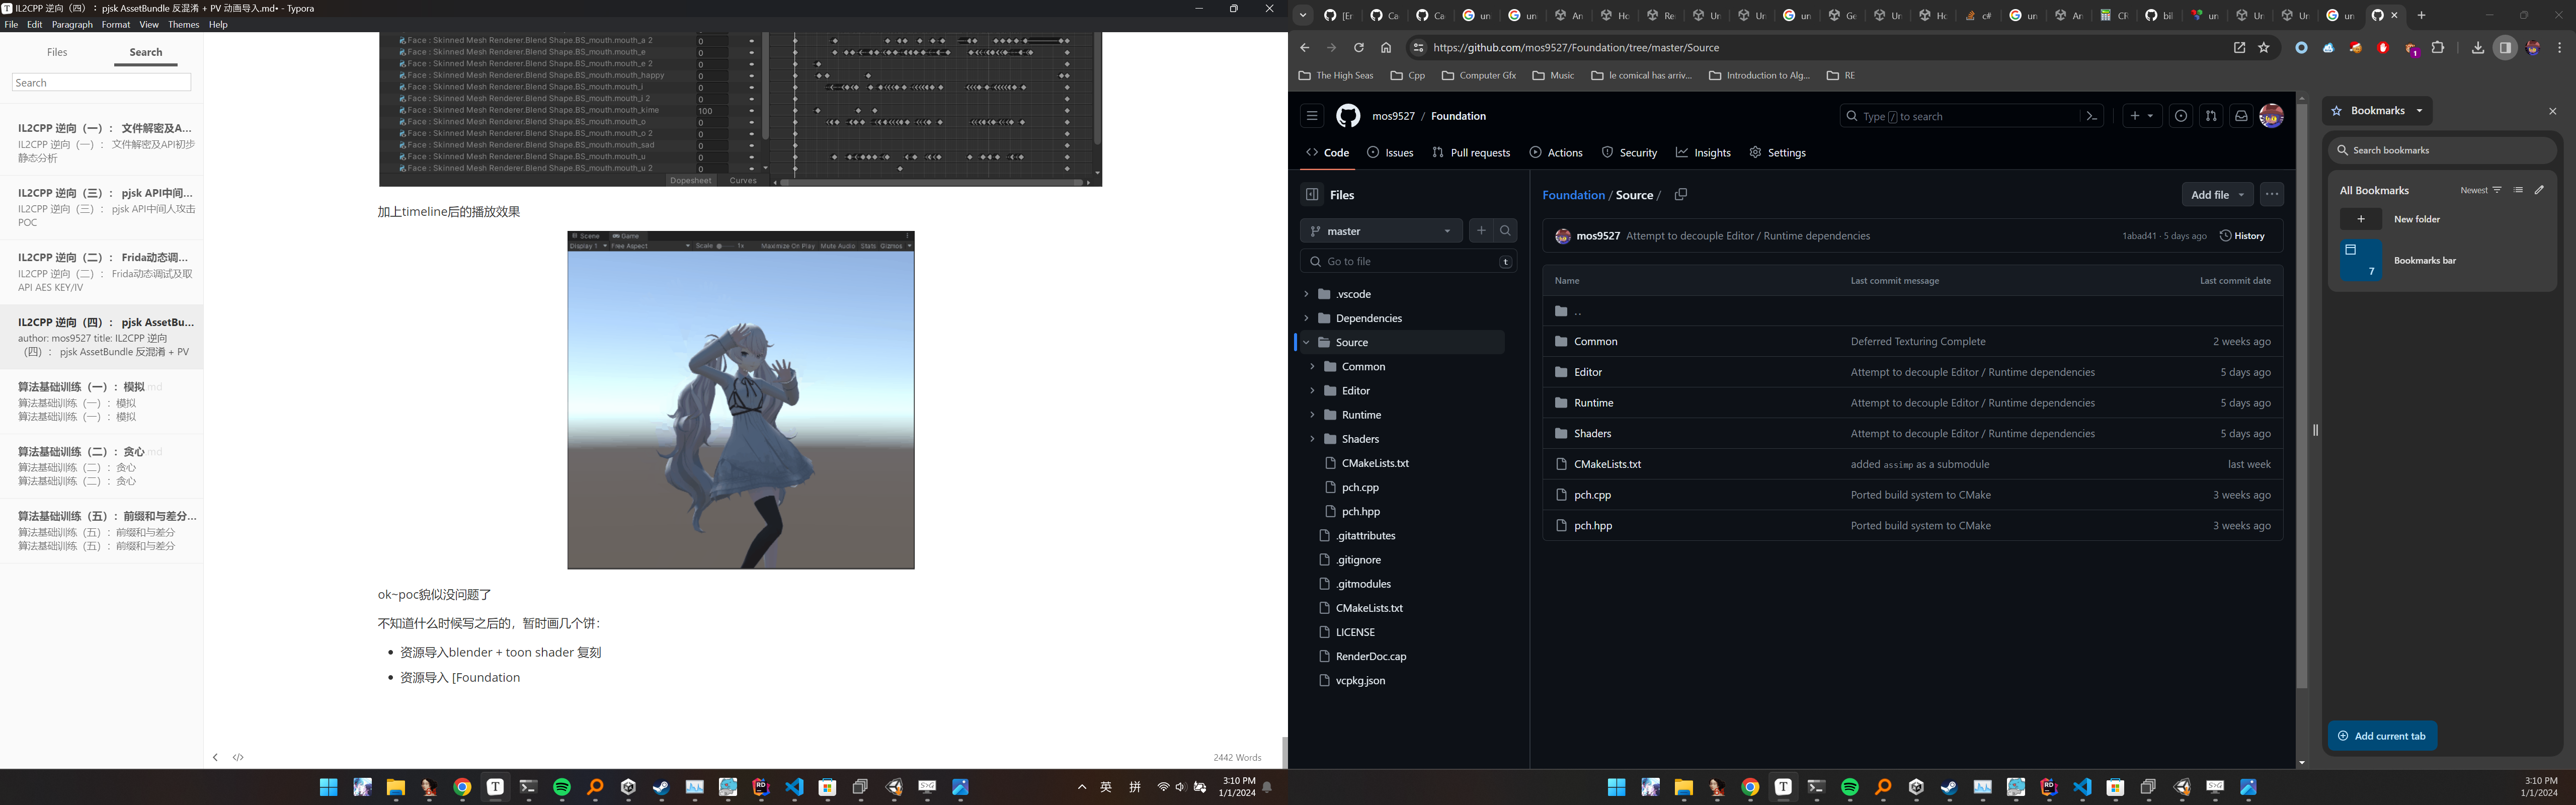 IL2CPP 逆向（四）：pjsk AssetBundle 反混淆 + PV 动画导入.md• - Typora
File Edit Paragraph Format View Themes Help
Files Search
Search
IL2CPP 逆向（一）： 文件解密及A...
IL2CPP 逆向（一）： 文件解密及API初步
静态分析
IL2CPP 逆向（三）： pjsk API中间...
IL2CPP 逆向（三）： pjsk API中间人攻击
POC
IL2CPP 逆向（二）： Frida动态调...
IL2CPP 逆向（二）： Frida动态调试及取
API AES KEY/IV
IL2CPP 逆向（四）： pjsk AssetBu...
author: mos9527 title: IL2CPP 逆向
（四）： pjsk AssetBundle 反混淆 + PV
算法基础训练（一）：模拟.md
算法基础训练（一）：模拟
算法基础训练（一）：模拟
算法基础训练（二）：贪心.md
算法基础训练（二）：贪心
算法基础训练（二）：贪心
算法基础训练（五）：前缀和与差分...
算法基础训练（五）：前缀和与差分
算法基础训练（五）：前缀和与差分
Face : Skinned Mesh Renderer.Blend Shape.BS_mouth.mouth_a 2 0
Face : Skinned Mesh Renderer.Blend Shape.BS_mouth.mouth_e 0
Face : Skinned Mesh Renderer.Blend Shape.BS_mouth.mouth_e 2 0
Face : Skinned Mesh Renderer.Blend Shape.BS_mouth.mouth_happy 0
Face : Skinned Mesh Renderer.Blend Shape.BS_mouth.mouth_i 0
Face : Skinned Mesh Renderer.Blend Shape.BS_mouth.mouth_i 2 0
Face : Skinned Mesh Renderer.Blend Shape.BS_mouth.mouth_kime 100
Face : Skinned Mesh Renderer.Blend Shape.BS_mouth.mouth_o 0
Face : Skinned Mesh Renderer.Blend Shape.BS_mouth.mouth_o 2 0
Face : Skinned Mesh Renderer.Blend Shape.BS_mouth.mouth_sad 0
Face : Skinned Mesh Renderer.Blend Shape.BS_mouth.mouth_u 0
Face : Skinned Mesh Renderer.Blend Shape.BS_mouth.mouth_u 2 0
Dopesheet Curves
加上timeline后的播放效果
Scene Game
Display 1 Free Aspect Scale 1x Maximize On Play Mute Audio Stats Gizmos
ok~poc貌似没问题了
不知道什么时候写之后的，暂时画几个饼：
• 资源导入blender + toon shader 复刻
• 资源导入 [Foundation
2442 Words
英 拼 3:10 PM
1/1/2024
https://github.com/mos9527/Foundation/tree/master/Source
The High Seas Cpp Computer Gfx Music le comical has arriv... Introduction to Alg... RE
mos9527 / Foundation
Type / to search
Code Issues Pull requests Actions Security Insights Settings
Files
master
Go to file t
.vscode
Dependencies
Source
Common
Editor
Runtime
Shaders
CMakeLists.txt
pch.cpp
pch.hpp
.gitattributes
.gitignore
.gitmodules
CMakeLists.txt
LICENSE
RenderDoc.cap
vcpkg.json
Foundation / Source /
Add file
mos9527 Attempt to decouple Editor / Runtime dependencies 1abad41 · 5 days ago History
Name Last commit message Last commit date
..
Common Deferred Texturing Complete 2 weeks ago
Editor Attempt to decouple Editor / Runtime dependencies 5 days ago
Runtime Attempt to decouple Editor / Runtime dependencies 5 days ago
Shaders Attempt to decouple Editor / Runtime dependencies 5 days ago
CMakeLists.txt added assimp as a submodule last week
pch.cpp Ported build system to CMake 3 weeks ago
pch.hpp Ported build system to CMake 3 weeks ago
Bookmarks
Search bookmarks
All Bookmarks Newest
New folder
7 Bookmarks bar
Add current tab
3:10 PM
1/1/2024